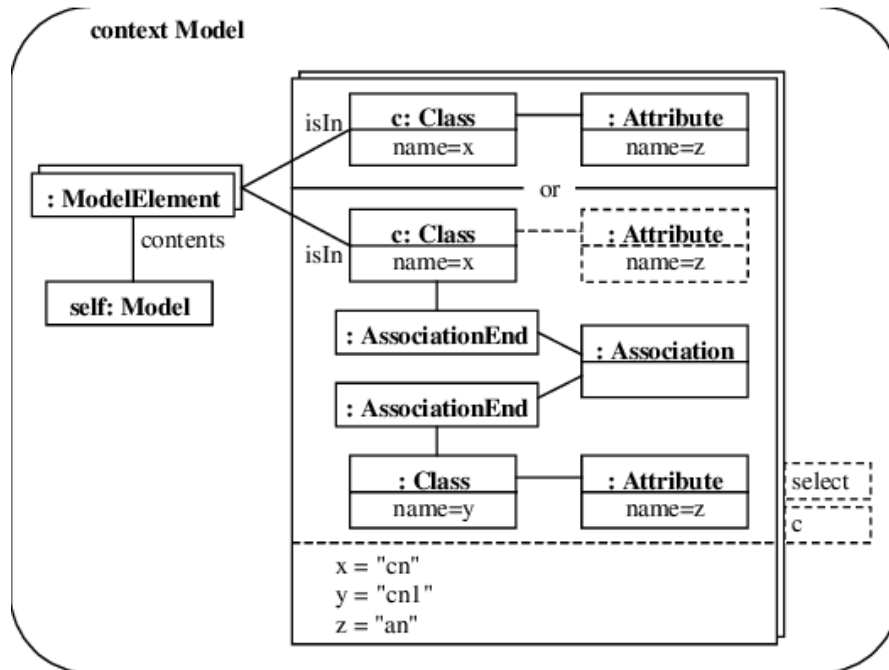 context Model
isIn
c: Class
name=x
: Attribute
name=z
or
: ModelElement
contents
self: Model
isIn
c: Class
name=x
: Attribute
name=z
: AssociationEnd
: Association
: AssociationEnd
: Class
name=y
: Attribute
name=z
select
c
x = "cn"
y = "cn1"
z = "an"